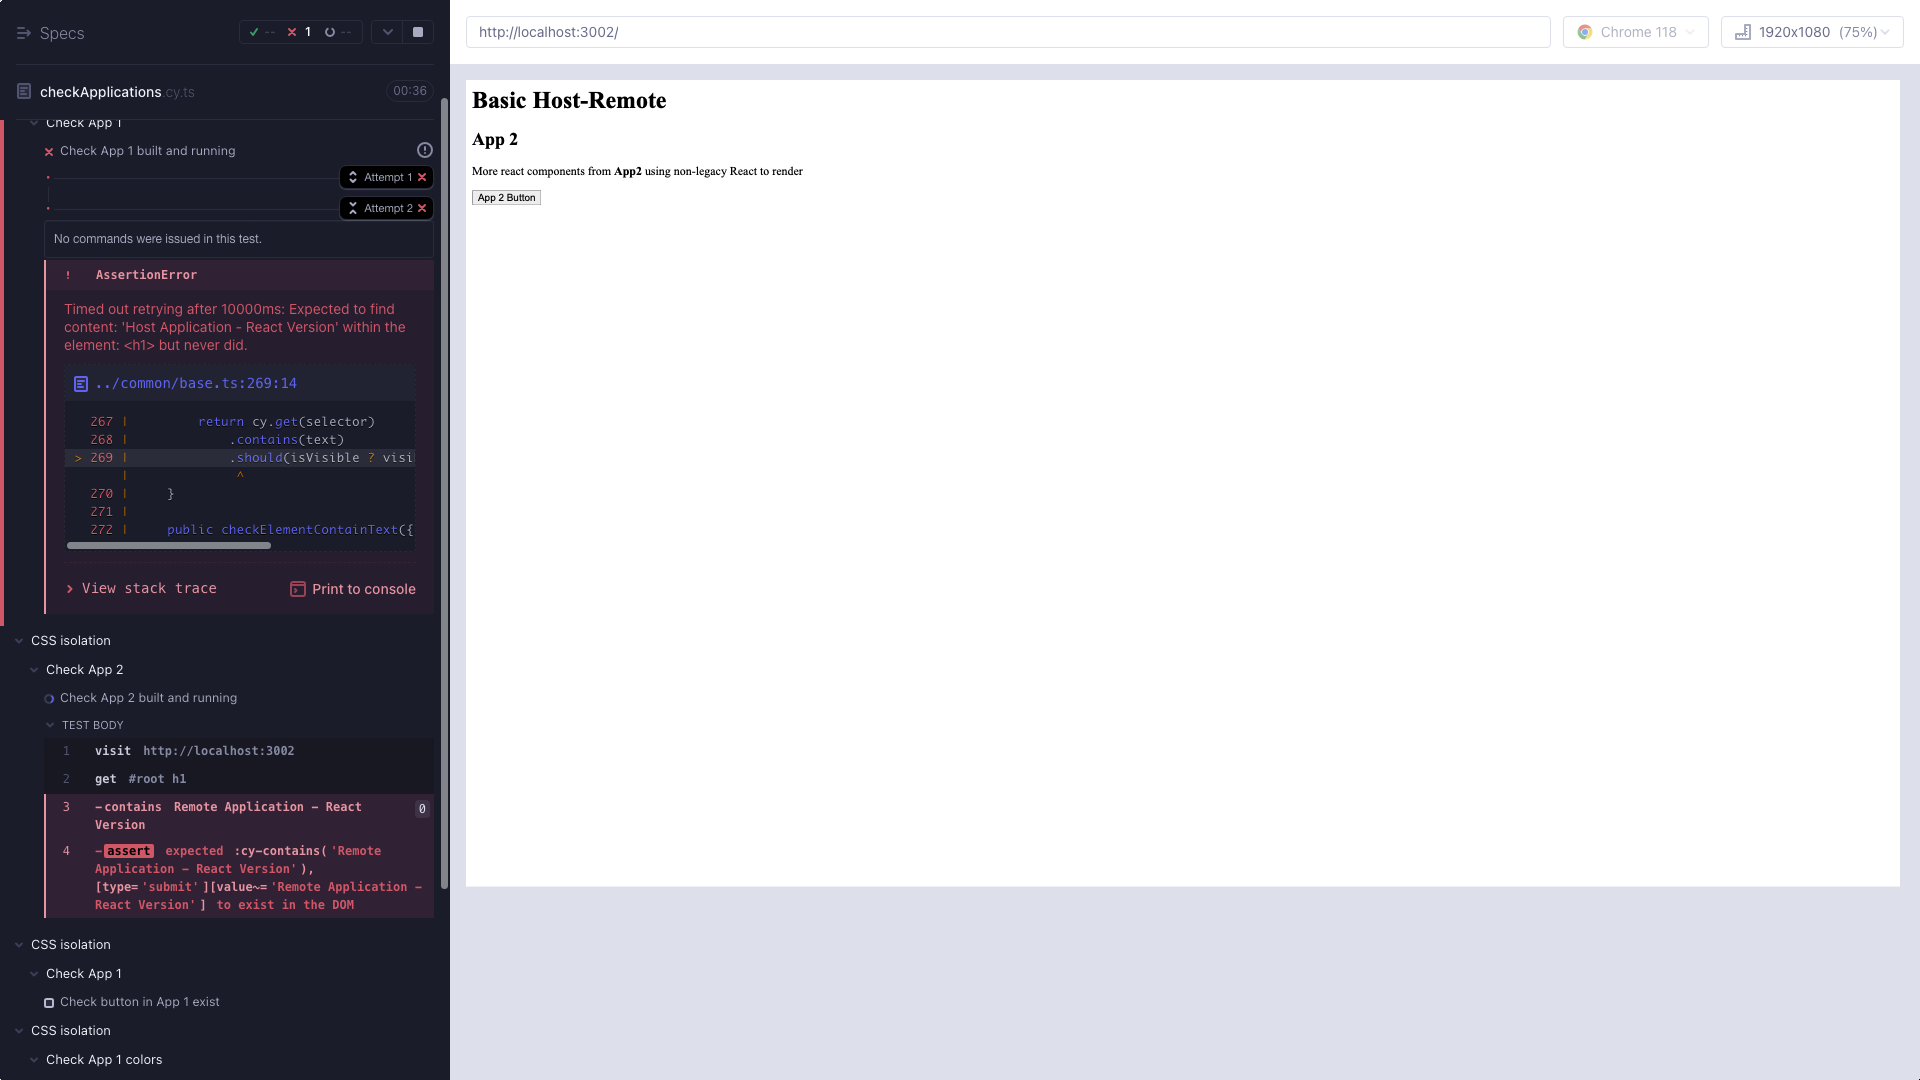 Specs
-- 1 --
checkApplications.cy.ts 00:36
Check App 1
Check App 1 built and running
Attempt 1
Attempt 2
No commands were issued in this test.
! AssertionError
Timed out retrying after 10000ms: Expected to find
content: 'Host Application - React Version' within the
element: <h1> but never did.
../common/base.ts:269:14
267 | return cy.get(selector)
268 | .contains(text)
> 269 | .should(isVisible ? visi
| ^
270 | }
271 |
272 | public checkElementContainText({
View stack trace
Print to console
CSS isolation
Check App 2
Check App 2 built and running
TEST BODY
1 visit http://localhost:3002
2 get #root h1
3 -contains Remote Application - React 0
Version
4 -assert expected :cy-contains('Remote
Application - React Version'),
[type='submit'][value~='Remote Application -
React Version'] to exist in the DOM
CSS isolation
Check App 1
Check button in App 1 exist
CSS isolation
Check App 1 colors
http://localhost:3002/
Chrome 118
1920x1080 (75%)
Basic Host-Remote
App 2
More react components from App2 using non-legacy React to render
App 2 Button